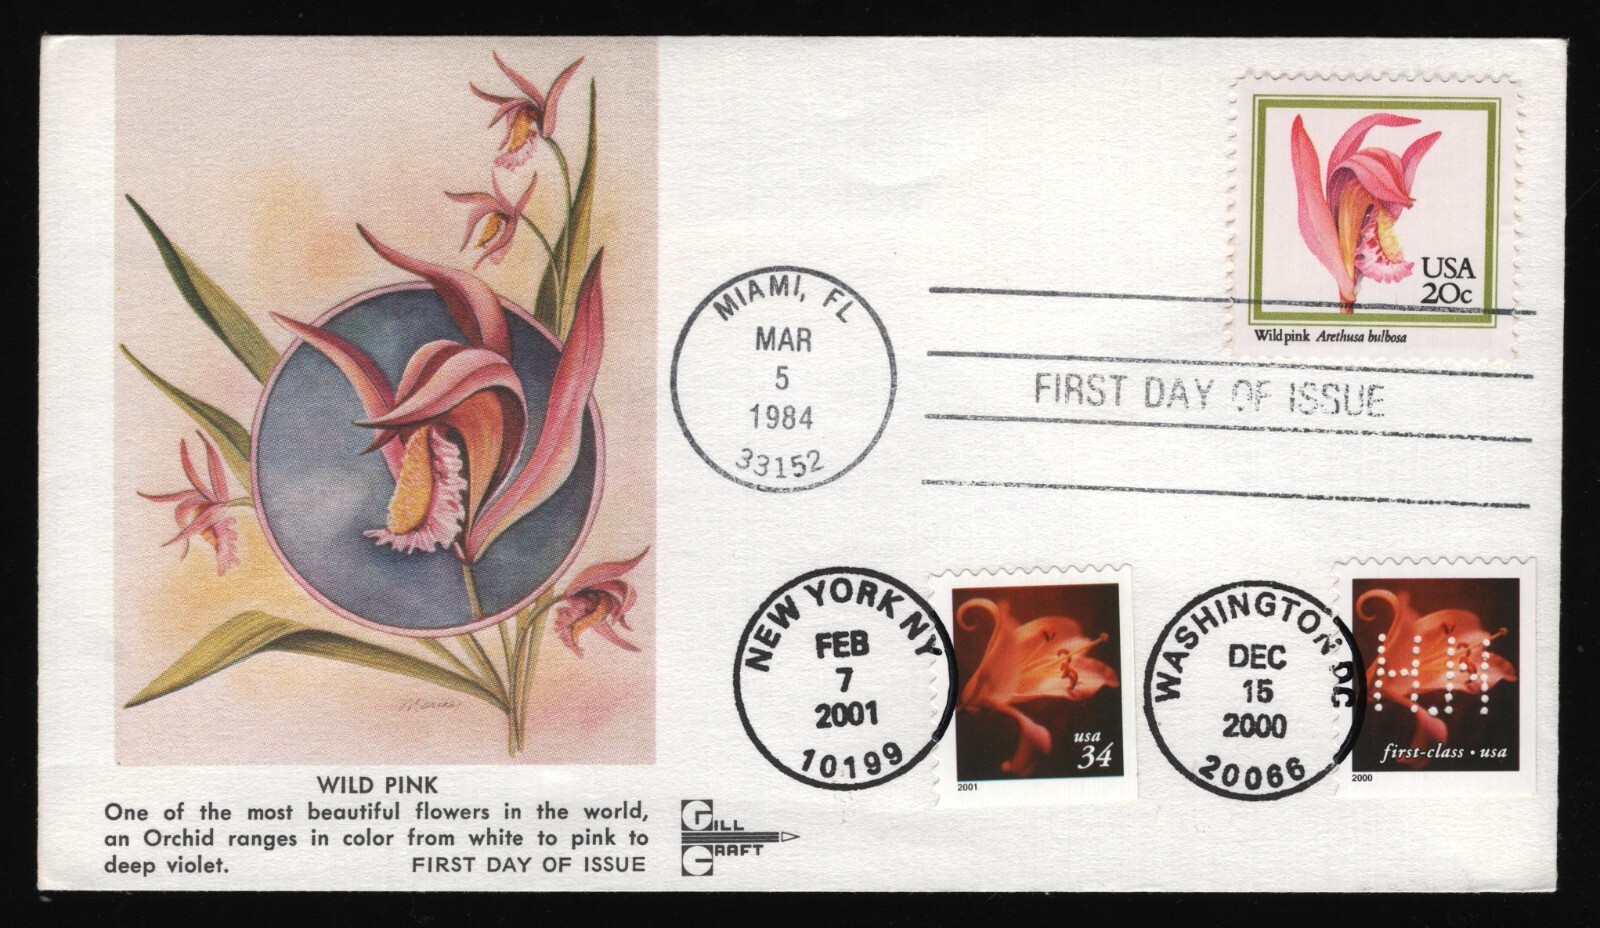 USA
20c
Wild pink Arethusa bulbosa
MIAMI, FL
MAR
5
1984
33152
FIRST DAY OF ISSUE
NEW YORK NY
FEB
7
2001
10199
usa
34
2001
WASHINGTON DC
DEC
15
2000
20066
HM
first-class • usa
2000
WILD PINK
One of the most beautiful flowers in the world,
an Orchid ranges in color from white to pink to
deep violet. FIRST DAY OF ISSUE
GILL
CRAFT